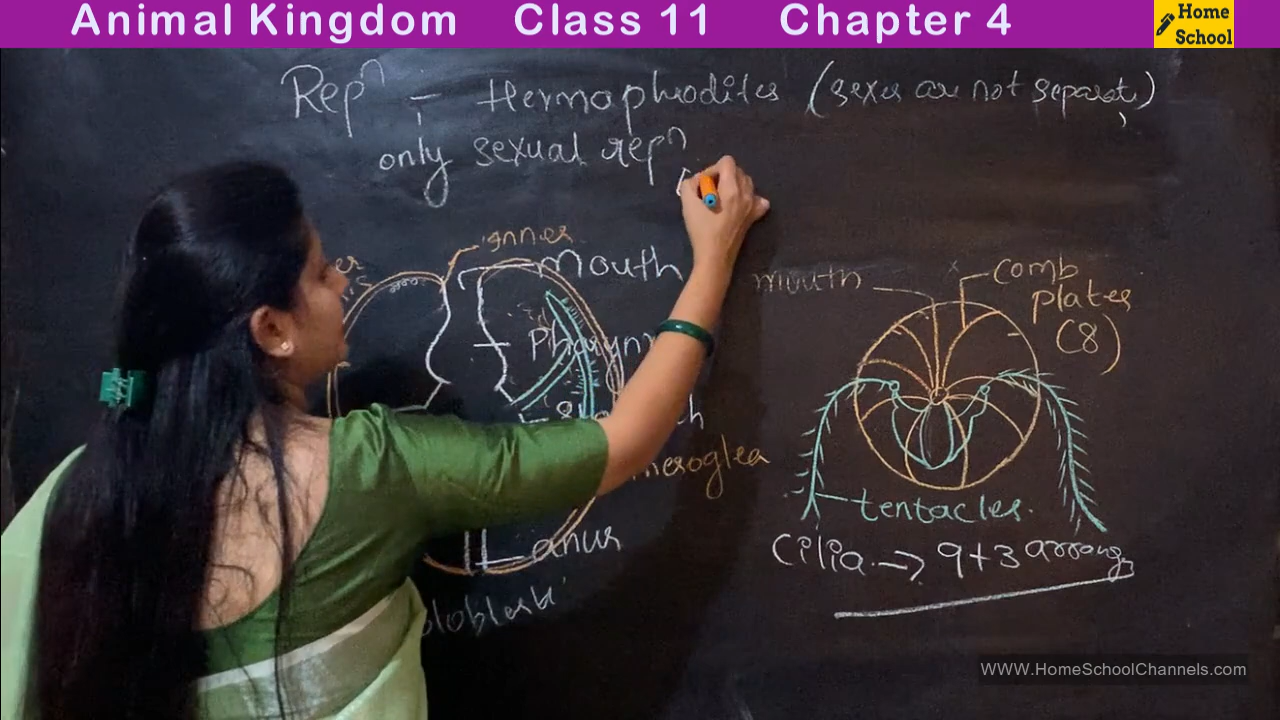 Animal Kingdom Class 11 Chapter 4
Home
School
Repⁿ - Hermaphrodites (sexes are not separate)
only sexual repⁿ
inner
mouth
mouth
comb
plates
(8)
anus
tentacles.
Cilia → 9+3 arrang
WWW.HomeSchoolChannels.com